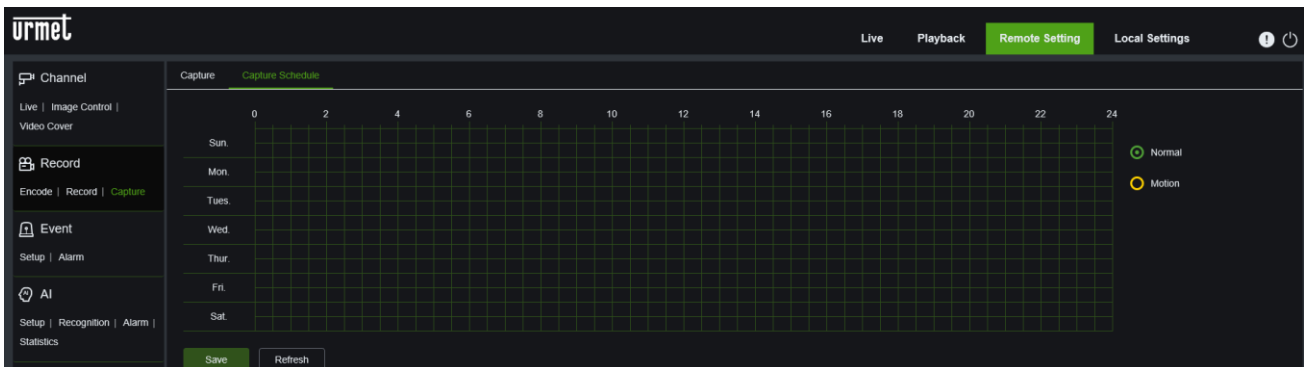 urmet
Live Playback Remote Setting Local Settings
Channel
Live | Image Control |
Video Cover
Record
Encode | Record | Capture
Event
Setup | Alarm
AI
Setup | Recognition | Alarm |
Statistics
Capture Capture Schedule
0 2 4 6 8 10 12 14 16 18 20 22 24
Sun.
Mon.
Tues.
Wed.
Thur.
Fri.
Sat.
Normal
Motion
Save Refresh